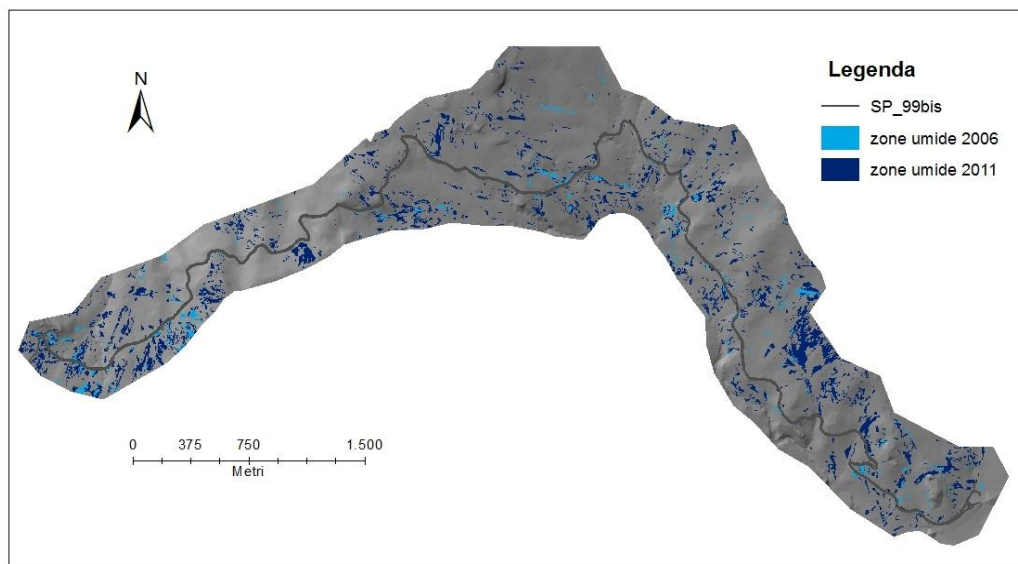 N
Legenda
SP_99bis
zone umide 2006
zone umide 2011
0 375 750 1.500
Metri